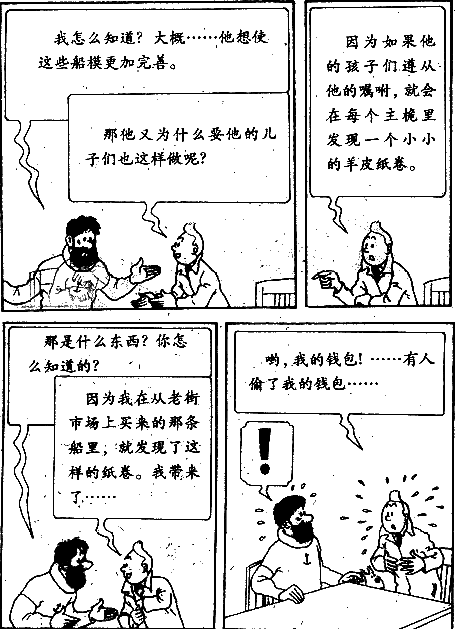 我怎么知道？大概……他想使
这些船模更加完善。
那他又为什么要他的儿
子们也这样做呢？
因为如果他
的孩子们遵从
他的嘱咐，就会
在每个主桅里
发现一个小小
的羊皮纸卷。
那是什么东西？你怎
么知道的？
因为我在从老街
市场上买来的那条
船里，就发现了这
样的纸卷。我带来
了……
哟，我的钱包！……有人
偷了我的钱包……
！